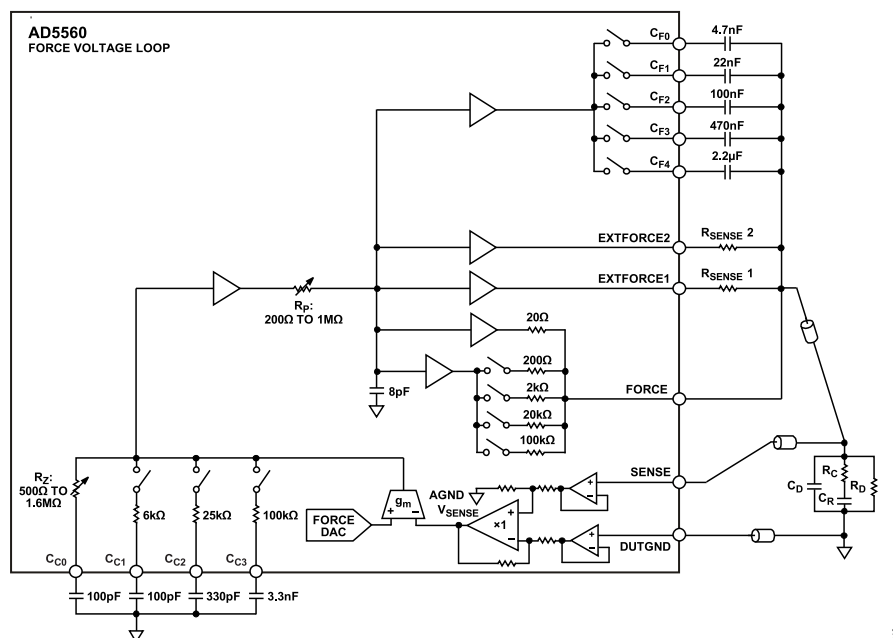 AD5560
FORCE VOLTAGE LOOP
CF0
4.7nF
CF1
22nF
CF2
100nF
CF3
470nF
CF4
2.2µF
EXTFORCE2
RSENSE 2
EXTFORCE1
RSENSE 1
RP:
200Ω TO 1MΩ
20Ω
200Ω
2kΩ
20kΩ
100kΩ
8pF
FORCE
RZ:
500Ω TO
1.6MΩ
6kΩ
25kΩ
100kΩ
FORCE
DAC
+ gm −
AGND
VSENSE
+
×1
−
+
−
+
−
SENSE
DUTGND
CD
RC
CR
RD
CC0
CC1
CC2
CC3
100pF
100pF
330pF
3.3nF